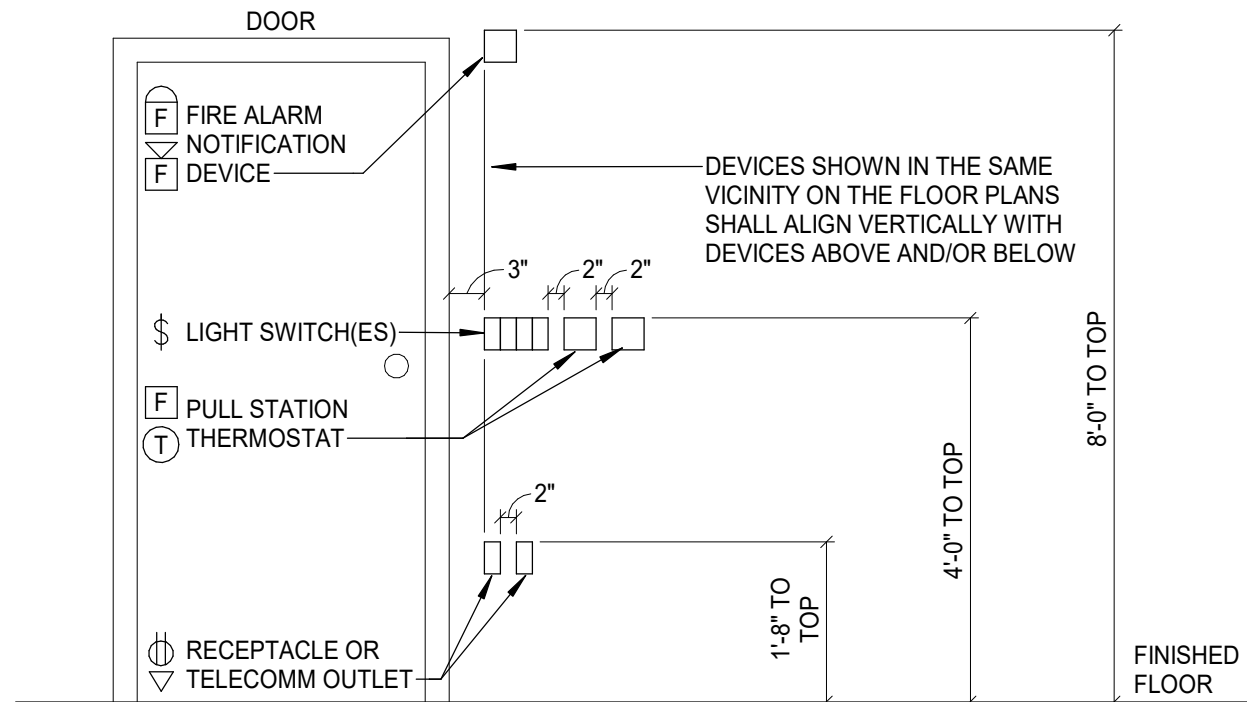 DOOR
F FIRE ALARM
NOTIFICATION
F DEVICE
DEVICES SHOWN IN THE SAME
VICINITY ON THE FLOOR PLANS
SHALL ALIGN VERTICALLY WITH
DEVICES ABOVE AND/OR BELOW
3"
2"
2"
$ LIGHT SWITCH(ES)
F PULL STATION
T THERMOSTAT
2"
8'-0" TO TOP
4'-0" TO TOP
1'-8" TO
TOP
RECEPTACLE OR
TELECOMM OUTLET
FINISHED
FLOOR